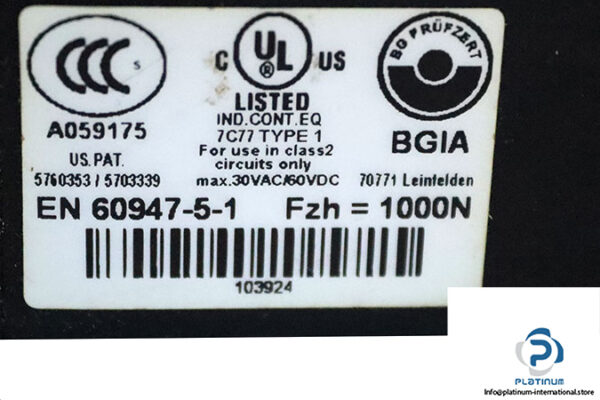 CCC S
A059175
US. PAT.
5760353 / 5703339
C UL ® US
LISTED
IND.CONT.EQ
7C77 TYPE 1
For use in class2
circuits only
max.30VAC/60VDC
BG PRÜFZERT
BGIA
70771 Leinfelden
EN 60947-5-1 Fzh = 1000N
103924
P
PLATINUM
Info@platinum-international.store